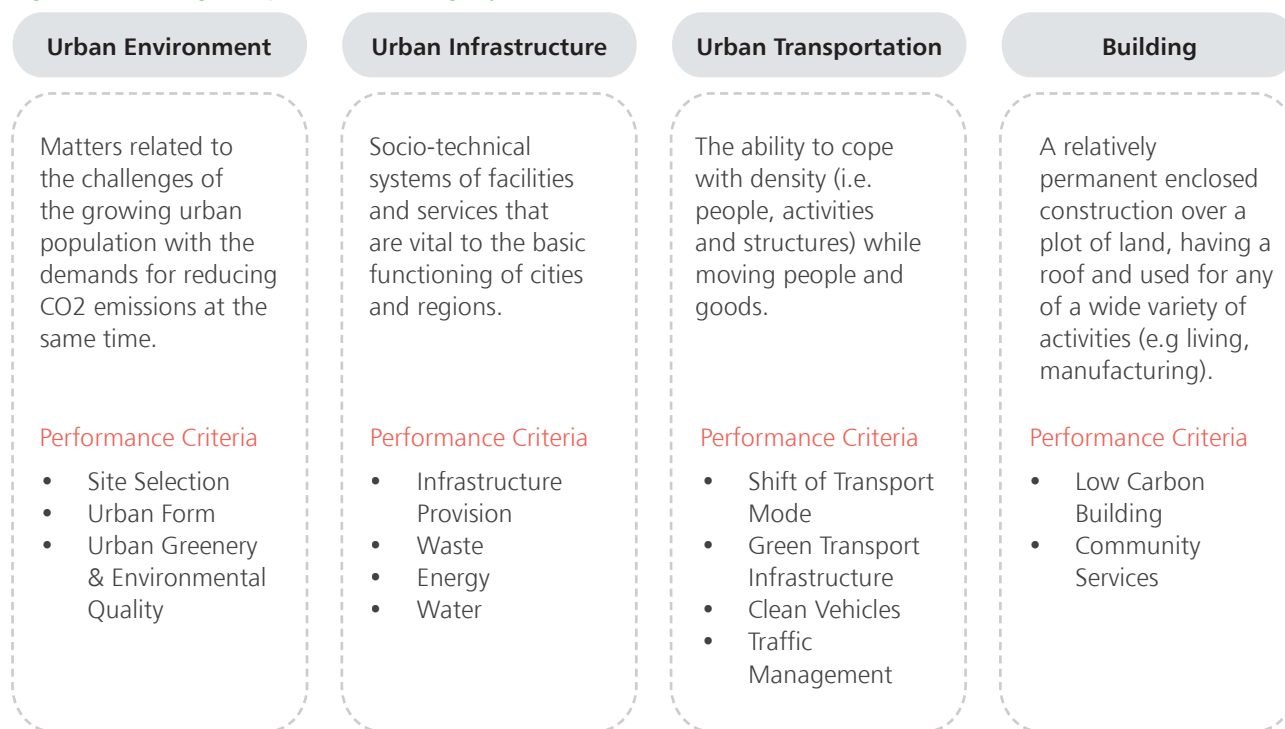 Urban Environment
Matters related to
the challenges of
the growing urban
population with the
demands for reducing
CO2 emissions at the
same time.
Performance Criteria
• Site Selection
• Urban Form
• Urban Greenery
& Environmental
Quality
Urban Infrastructure
Socio-technical
systems of facilities
and services that
are vital to the basic
functioning of cities
and regions.
Performance Criteria
• Infrastructure
Provision
• Waste
• Energy
• Water
Urban Transportation
The ability to cope
with density (i.e.
people, activities
and structures) while
moving people and
goods.
Performance Criteria
• Shift of Transport
Mode
• Green Transport
Infrastructure
• Clean Vehicles
• Traffic
Management
Building
A relatively
permanent enclosed
construction over a
plot of land, having a
roof and used for any
of a wide variety of
activities (e.g living,
manufacturing).
Performance Criteria
• Low Carbon
Building
• Community
Services